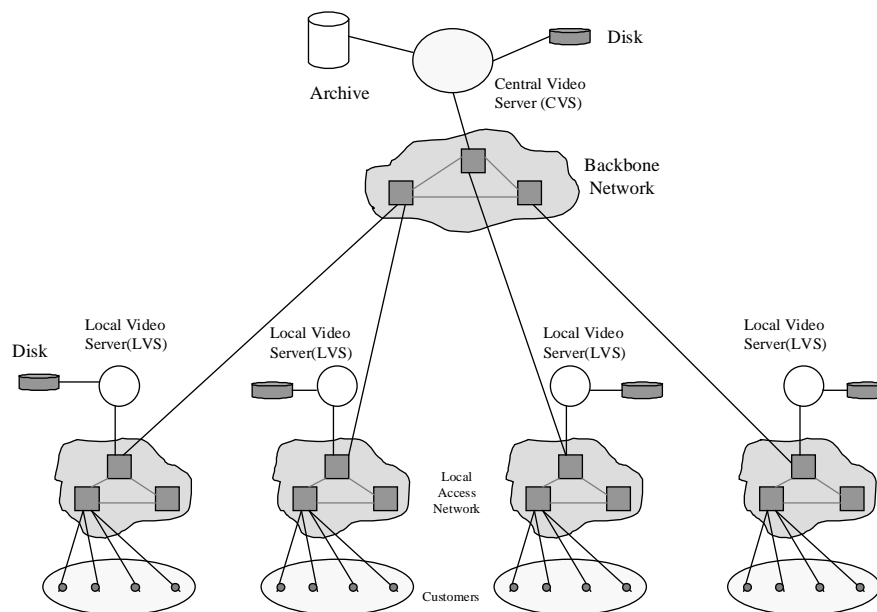 Disk
Archive
Central Video
Server (CVS)
Backbone
Network
Local Video
Server(LVS)
Disk
Local Video
Server(LVS)
Local Video
Server(LVS)
Local Video
Server(LVS)
Local
Access
Network
Customers